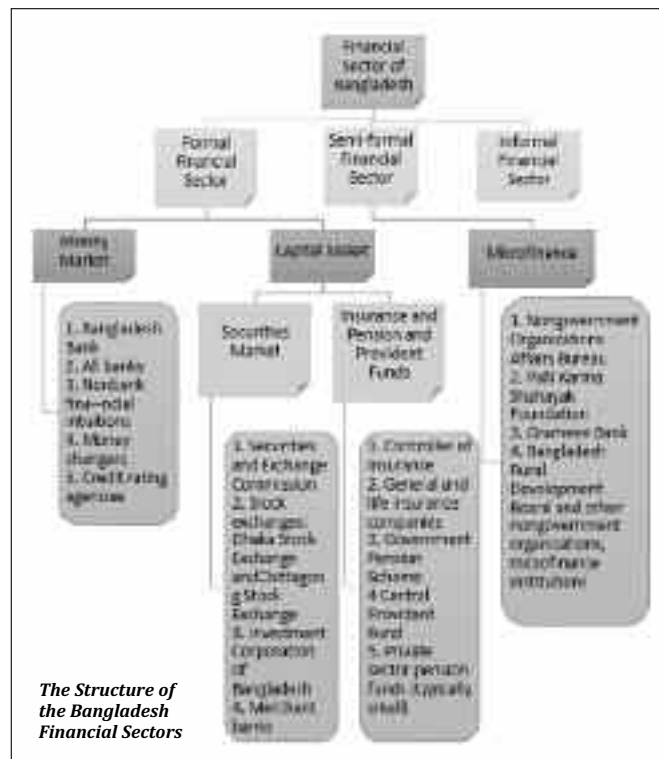 Financial
Sector of
Bangladesh
Formal
Financial
Sector
Semi-formal
Financial
Sector
Informal
Financial
Sector
Money
Market
Capital
Microfinance
1. Bangladesh
Bank
2. All banks
3. Nonbank
financial
4. Money
changers
5. Credit rating
agencies
Securities
Market
Insurance and
Pension and
Provident
Funds
1. Securities
and Exchange
Commission
2. Stock
exchanges:
Dhaka Stock
Exchange
and Chittagon
g Stock
Exchange
3. Investment
Corporation
of
Bangladesh
4. Merchant
banks
1. Controller of
Insurance
2. General and
life insurance
companies
3. Government
Pension
Scheme
4 Central
Provident
Fund
5. Private
sector pension
funds (typically
small)
1. Nongovernment
Organizations
Affairs Bureau
2. Palli Karma
Shahayak
Foundation
3. Grameen Bank
4. Bangladesh
Rural
Development
Board and other
nongovernment
organizations,
microfinance
institutions
The Structure of
the Bangladesh
Financial Sectors